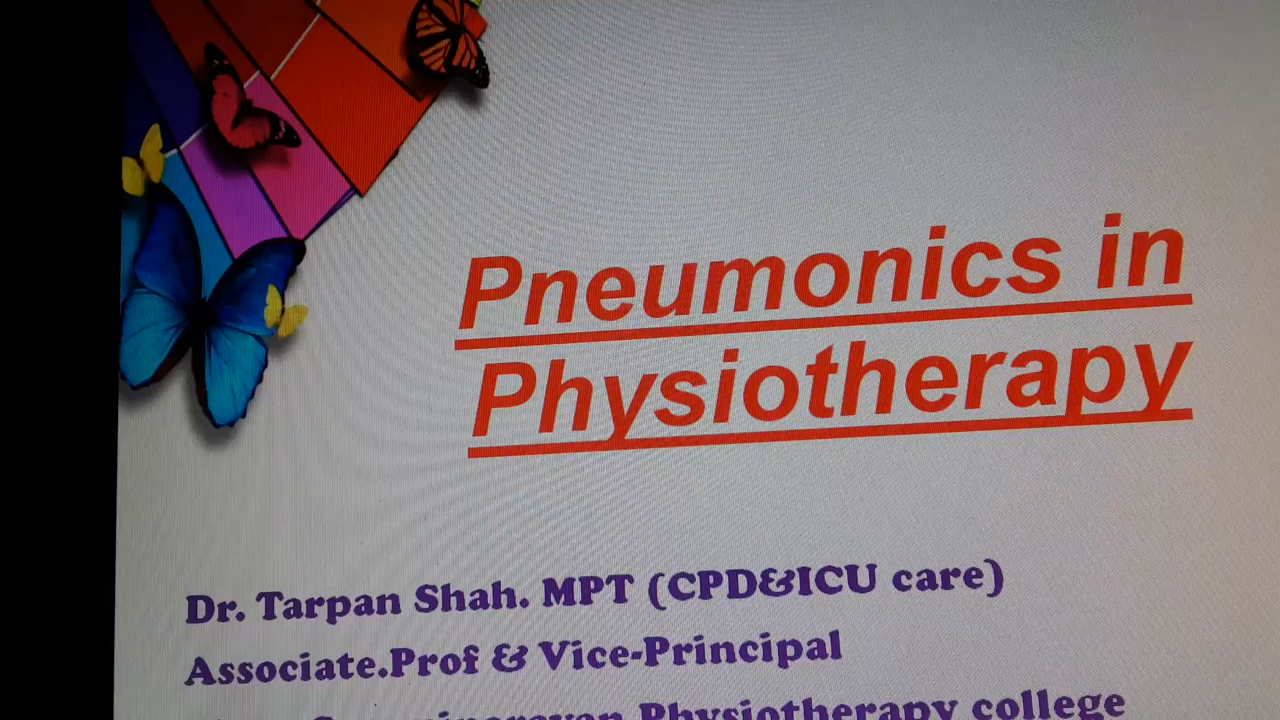 Pneumonics in
Physiotherapy
Dr. Tarpan Shah. MPT (CPD&ICU care)
Associate.Prof & Vice-Principal
Physiotherapy college